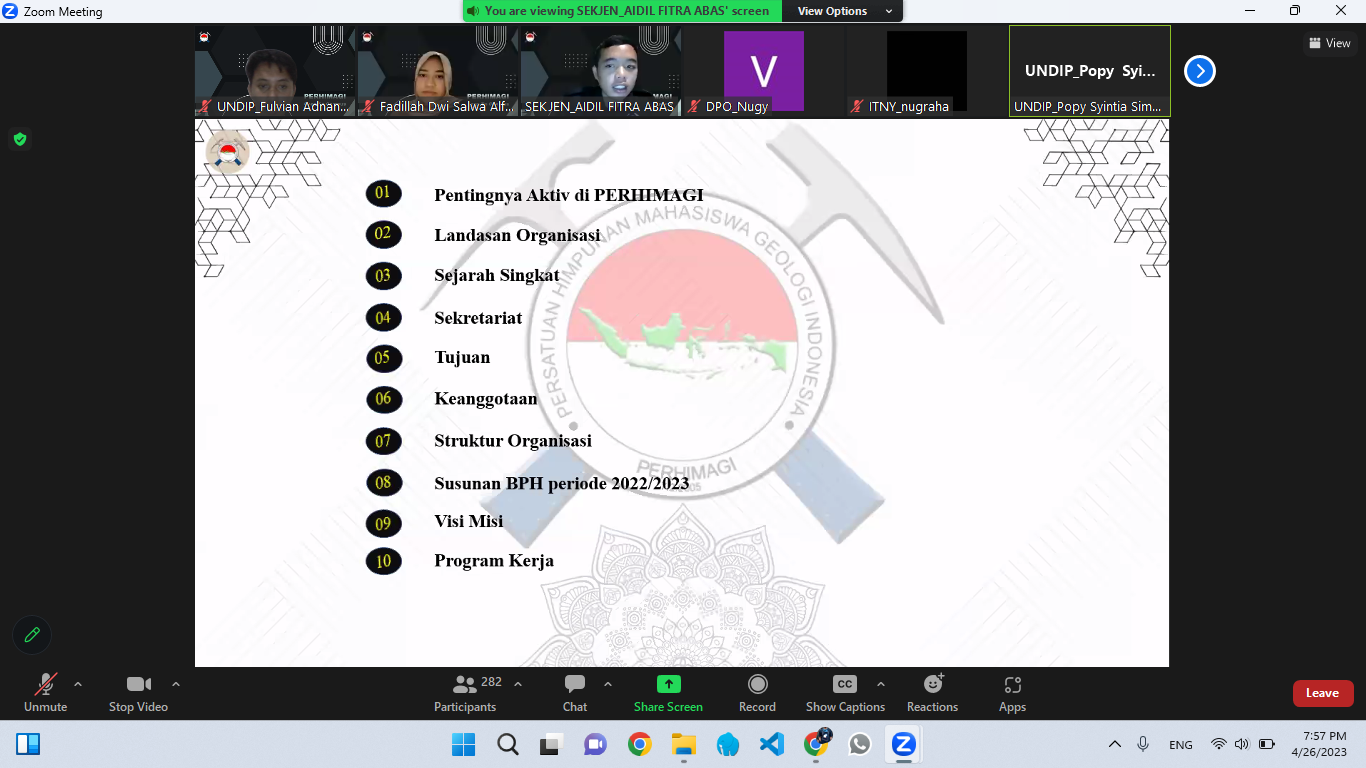 Zoom Meeting
You are viewing SEKJEN_AIDIL FITRA ABAS' screen
View Options
View
PERHIMAGI
UNDIP_Fulvian Adnan...
PERHIMAGI
Fadillah Dwi Salwa Alf...
SEKJEN_AIDIL FITRA ABAS
V
DPO_Nugy
ITNY_nugraha
UNDIP_Popy Syi...
UNDIP_Popy Syintia Sim...
01 Pentingnya Aktiv di PERHIMAGI
02 Landasan Organisasi
03 Sejarah Singkat
04 Sekretariat
05 Tujuan
06 Keanggotaan
07 Struktur Organisasi
08 Susunan BPH periode 2022/2023
09 Visi Misi
10 Program Kerja
PERSATUAN HIMPUNAN MAHASISWA GEOLOGI INDONESIA
PERHIMAGI
2005
Unmute
Stop Video
282
Participants
Chat
Share Screen
Record
CC
Show Captions
Reactions
Apps
Leave
ENG
7:57 PM
4/26/2023